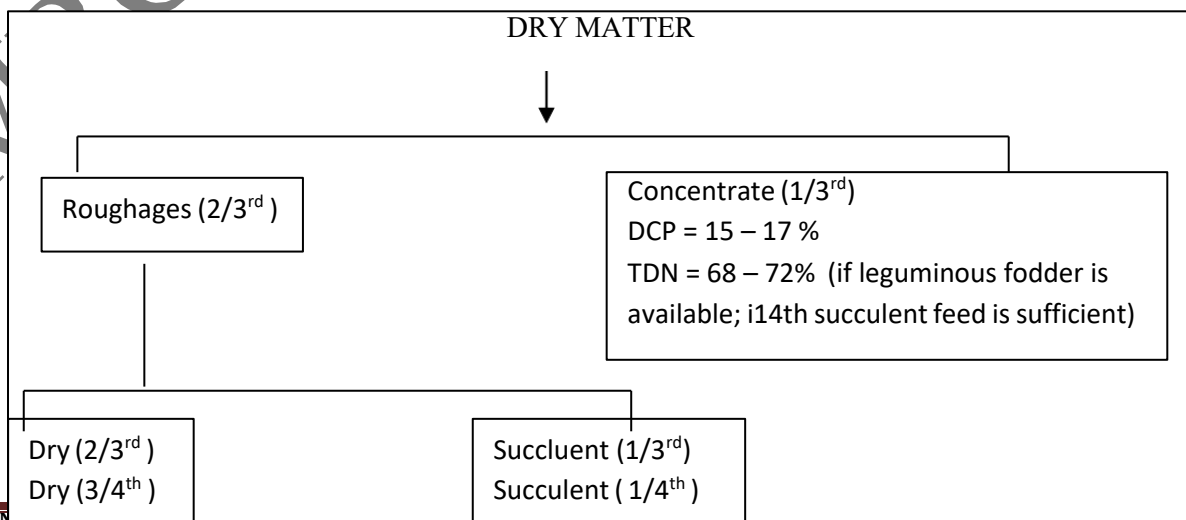 DRY MATTER
Roughages (2/3rd )
Concentrate (1/3rd)
DCP = 15 – 17 %
TDN = 68 – 72% (if leguminous fodder is
available; i14th succulent feed is sufficient)
Dry (2/3rd )
Dry (3/4th )
Succluent (1/3rd)
Succulent ( 1/4th )